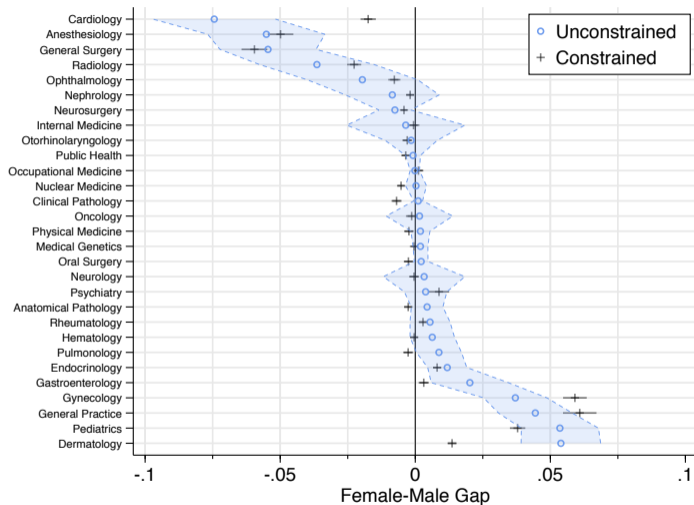 Cardiology
Anesthesiology
General Surgery
Radiology
Ophthalmology
Nephrology
Neurosurgery
Internal Medicine
Otorhinolaryngology
Public Health
Occupational Medicine
Nuclear Medicine
Clinical Pathology
Oncology
Physical Medicine
Medical Genetics
Oral Surgery
Neurology
Psychiatry
Anatomical Pathology
Rheumatology
Hematology
Pulmonology
Endocrinology
Gastroenterology
Gynecology
General Practice
Pediatrics
Dermatology
Unconstrained
Constrained
-.1 -.05 0 .05 .1
Female-Male Gap